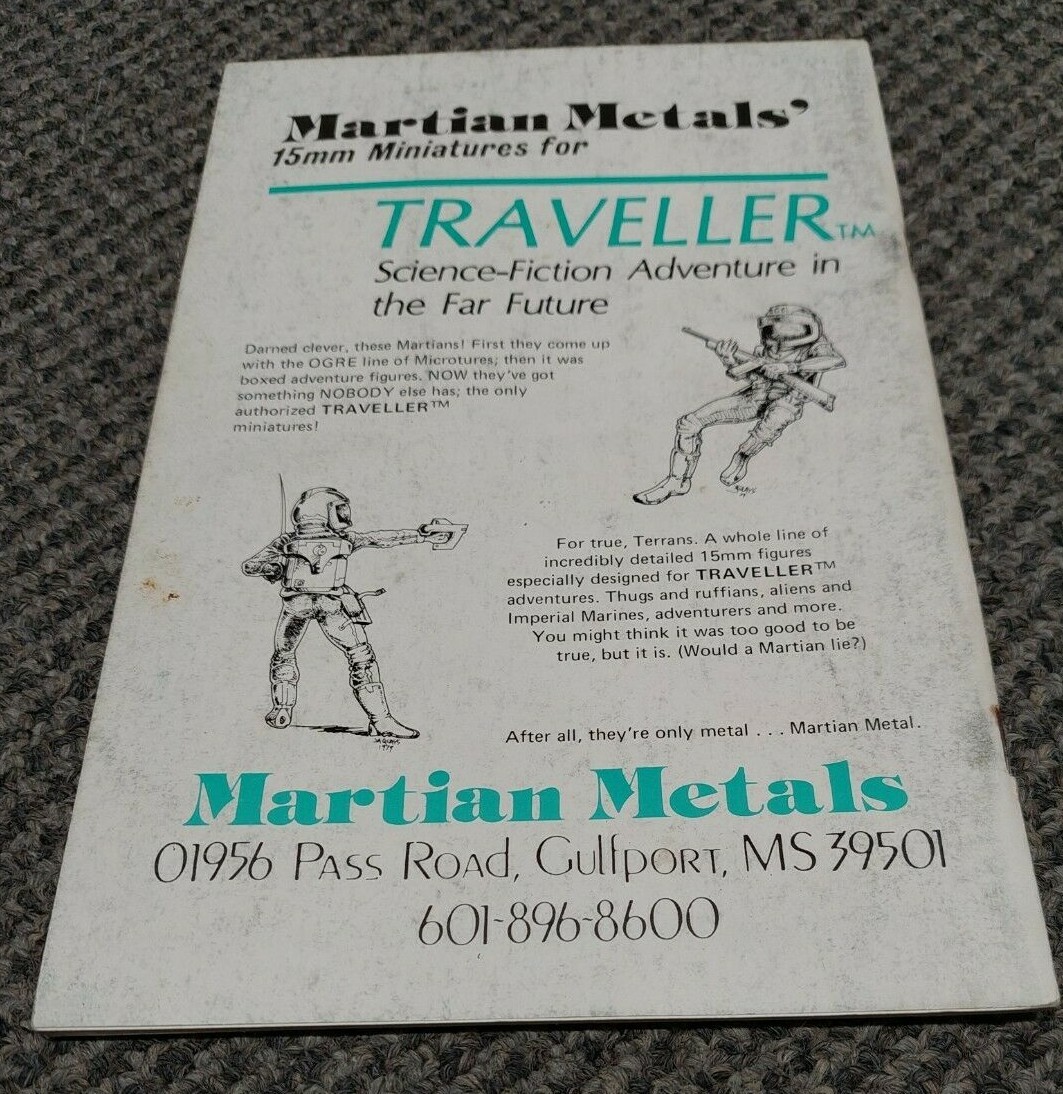 Martian Metals'
15mm Miniatures for
TRAVELLER TM
Science-Fiction Adventure in
the Far Future
Darned clever, these Martians! First they come up
with the OGRE line of Microtures; then it was
boxed adventure figures. NOW they've got
something NOBODY else has; the only
authorized TRAVELLER™
miniatures!
For true, Terrans. A whole line of
incredibly detailed 15mm figures
especially designed for TRAVELLER™
adventures. Thugs and ruffians, aliens and
Imperial Marines, adventurers and more.
You might think it was too good to be
true, but it is. (Would a Martian lie?)
1979
After all, they're only metal . . . Martian Metal.
Martian Metals
01956 Pass Road, Gulfport, MS 39501
601-896-8600